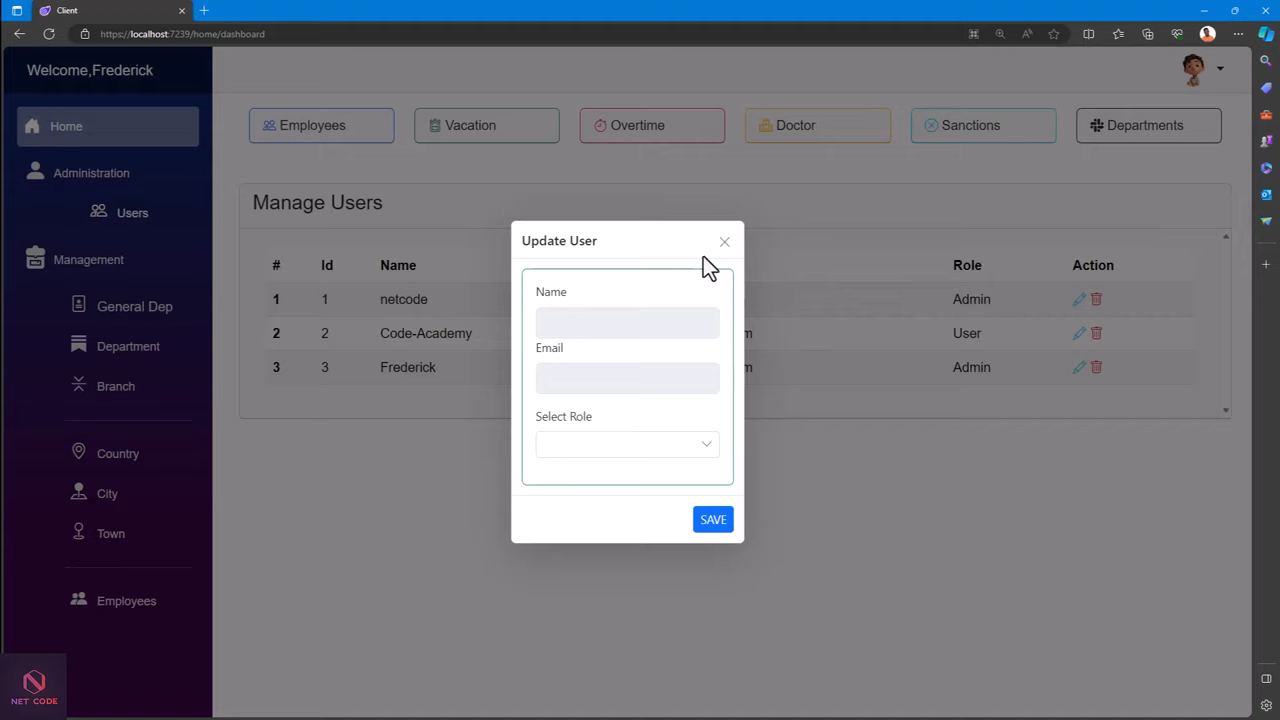 Client
https://localhost:7239/home/dashboard
Welcome,Frederick
Home
Administration
Users
Management
General Dep
Department
Branch
Country
City
Town
Employees
NET CODE
Employees Vacation Overtime Doctor Sanctions Departments
Manage Users
# Id Name Role Action
1 1 netcode Admin
2 2 Code-Academy m User
3 3 Frederick m Admin
Update User
Name
Email
Select Role
SAVE